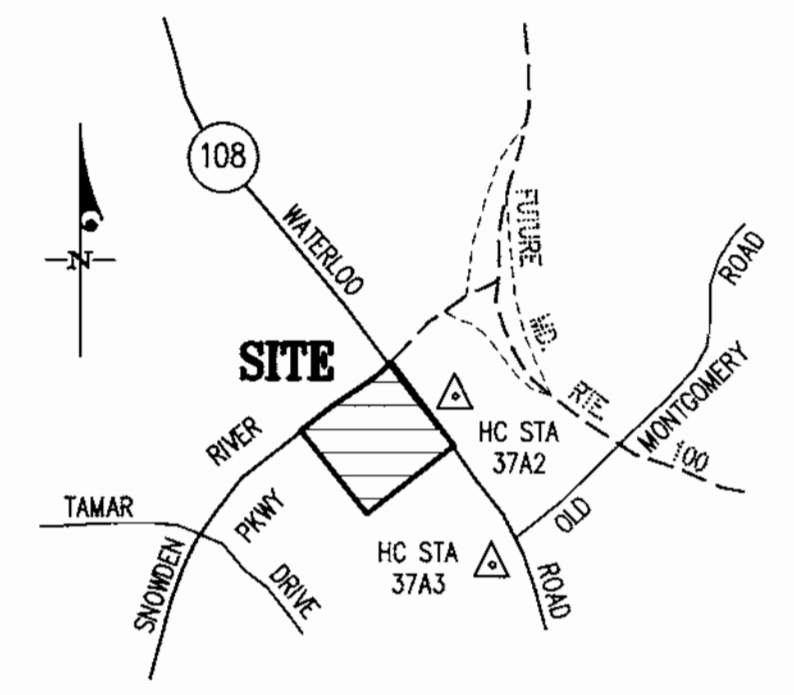 108
WATERLOO
FUTURE
MD.
RTE
100
ROAD
MONTGOMERY
OLD
SITE
HC STA
37A2
RIVER
TAMAR
PKWY
SNOWDEN
DRIVE
HC STA
37A3
ROAD
N